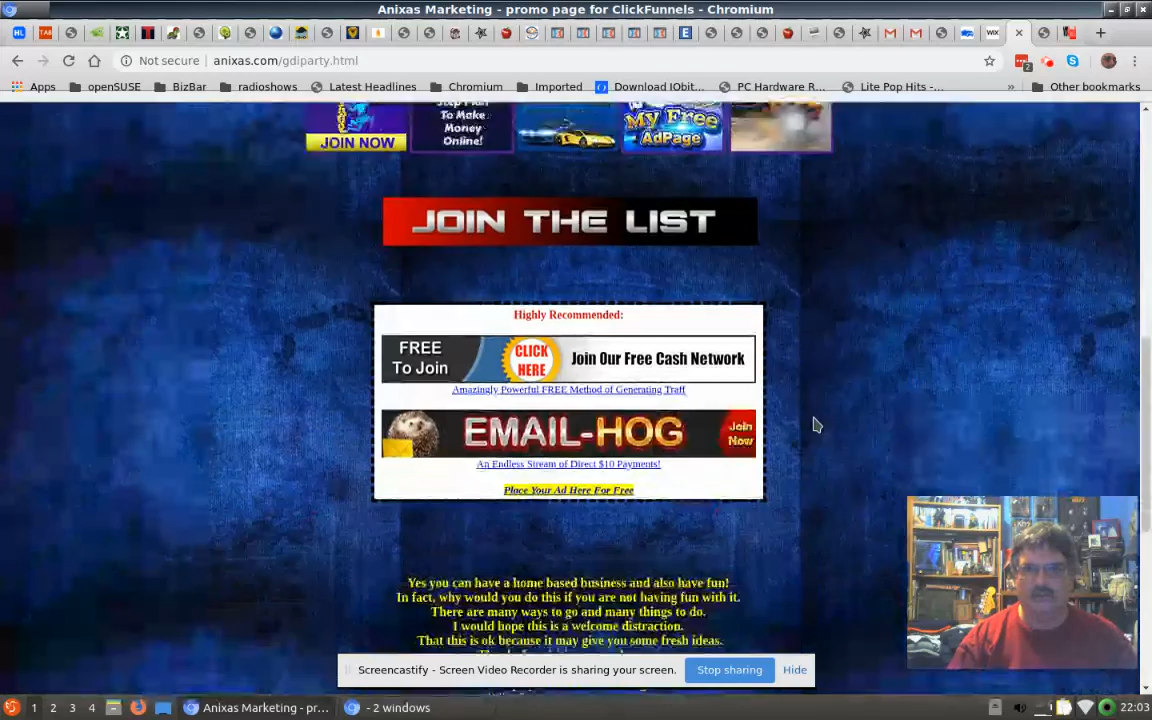 Anixas Marketing - promo page for ClickFunnels - Chromium
HL
TAB
E
WIX
Not secure
anixas.com/gdiparty.html
2
Apps
openSUSE
BizBar
radioshows
Latest Headlines
Chromium
Imported
Download IObit...
PC Hardware R...
Lite Pop Hits -...
»
Other bookmarks
JOIN NOW
Step Plan
To Make
Money
Online!
My Free
AdPage
JOIN THE LIST
Highly Recommended:
FREE
To Join
CLICK
HERE
Join Our Free Cash Network
Amazingly Powerful FREE Method of Generating Traff
EMAIL-HOG
Join
Now
An Endless Stream of Direct $10 Payments!
Place Your Ad Here For Free
Yes you can have a home based business and also have fun!
In fact, why would you do this if you are not having fun with it.
There are many ways to go and many things to do.
I would hope this is a welcome distraction.
That this is ok because it may give you some fresh ideas.
Screencastify - Screen Video Recorder is sharing your screen.
Stop sharing
Hide
1
2
3
4
Anixas Marketing - pr...
- 2 windows
22:03